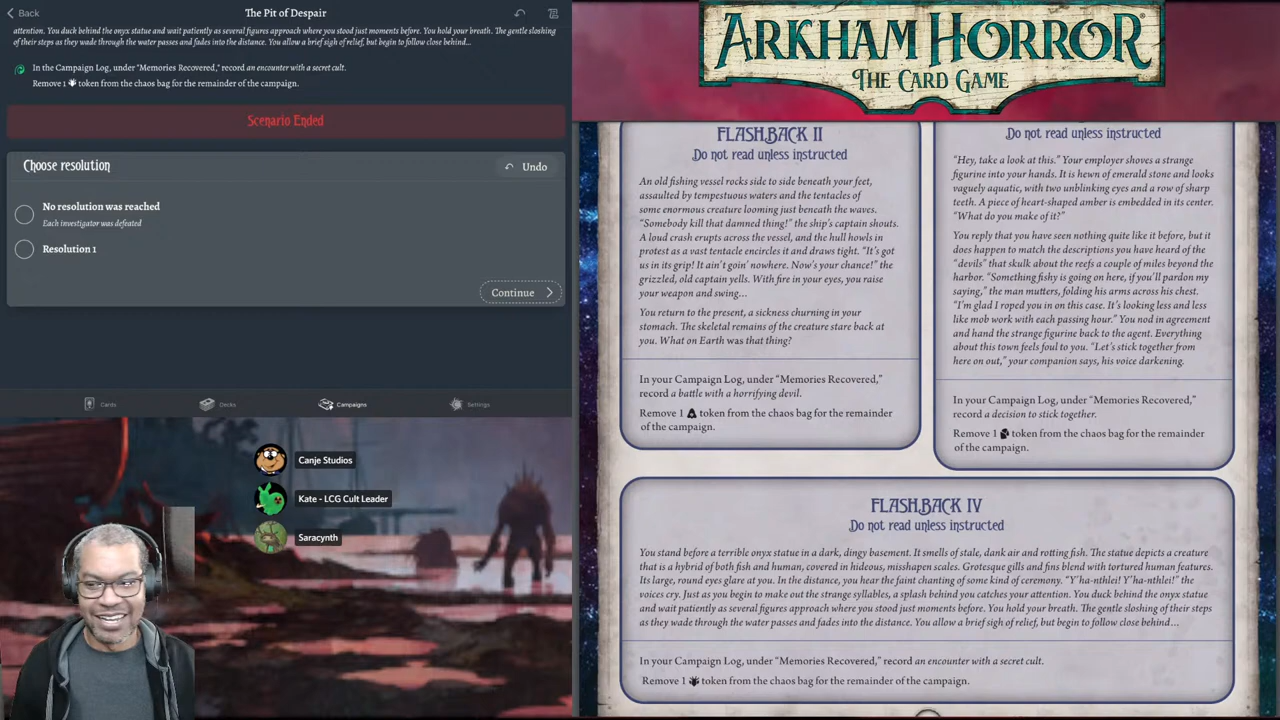 Back
The Pit of Despair
attention. You duck behind the onyx statue and wait patiently as several figures approach where you stood just moments before. You hold your breath. The gentle sloshing
of their steps as they wade through the water passes and fades into the distance. You allow a brief sigh of relief, but begin to follow close behind...
In the Campaign Log, under "Memories Recovered," record an encounter with a secret cult.
Remove 1 token from the chaos bag for the remainder of the campaign.
Scenario Ended
Choose resolution
Undo
No resolution was reached
Each investigator was defeated
Resolution 1
Continue
Cards
Decks
Campaigns
Settings
Canje Studios
Kate - LCG Cult Leader
Saracynth
ARKHAM HORROR
THE CARD GAME
FLASHBACK II
Do not read unless instructed
An old fishing vessel rocks side to side beneath your feet,
assaulted by tempestuous waters and the tentacles of
some enormous creature looming just beneath the waves.
"Somebody kill that damned thing!" the ship's captain shouts.
A loud crash erupts across the vessel, and the hull howls in
protest as a vast tentacle encircles it and draws tight. "It's got
us in its grip! It ain't goin' nowhere. Now's your chance!" the
grizzled, old captain yells. With fire in your eyes, you raise
your weapon and swing...
You return to the present, a sickness churning in your
stomach. The skeletal remains of the creature stare back at
you. What on Earth was that thing?
In your Campaign Log, under "Memories Recovered,"
record a battle with a horrifying devil.
Remove 1 token from the chaos bag for the remainder
of the campaign.
Do not read unless instructed
"Hey, take a look at this." Your employer shoves a strange
figurine into your hands. It is hewn of emerald stone and looks
vaguely aquatic, with two unblinking eyes and a row of sharp
teeth. A piece of heart-shaped amber is embedded in its center.
"What do you make of it?"
You reply that you have seen nothing quite like it before, but it
does happen to match the descriptions you have heard of the
"devils" that skulk about the reefs a couple of miles beyond the
harbor. "Something fishy is going on here, if you'll pardon my
saying," the man mutters, folding his arms across his chest.
"I'm glad I roped you in on this case. It's looking less and less
like mob work with each passing hour." You nod in agreement
and hand the strange figurine back to the agent. Everything
about this town feels foul to you. "Let's stick together from
here on out," your companion says, his voice darkening.
In your Campaign Log, under "Memories Recovered,"
record a decision to stick together.
Remove 1 token from the chaos bag for the remainder
of the campaign.
FLASHBACK IV
Do not read unless instructed
You stand before a terrible onyx statue in a dark, dingy basement. It smells of stale, dank air and rotting fish. The statue depicts a creature
that is a hybrid of both fish and human, covered in hideous, misshapen scales. Grotesque gills and fins blend with tortured human features.
Its large, round eyes glare at you. In the distance, you hear the faint chanting of some kind of ceremony. "Y'ha-nthlei! Y'ha-nthlei!" the
voices cry. Just as you begin to make out the strange syllables, a splash behind you catches your attention. You duck behind the onyx statue
and wait patiently as several figures approach where you stood just moments before. You hold your breath. The gentle sloshing of their steps
as they wade through the water passes and fades into the distance. You allow a brief sigh of relief, but begin to follow close behind...
In your Campaign Log, under "Memories Recovered," record an encounter with a secret cult.
Remove 1 token from the chaos bag for the remainder of the campaign.